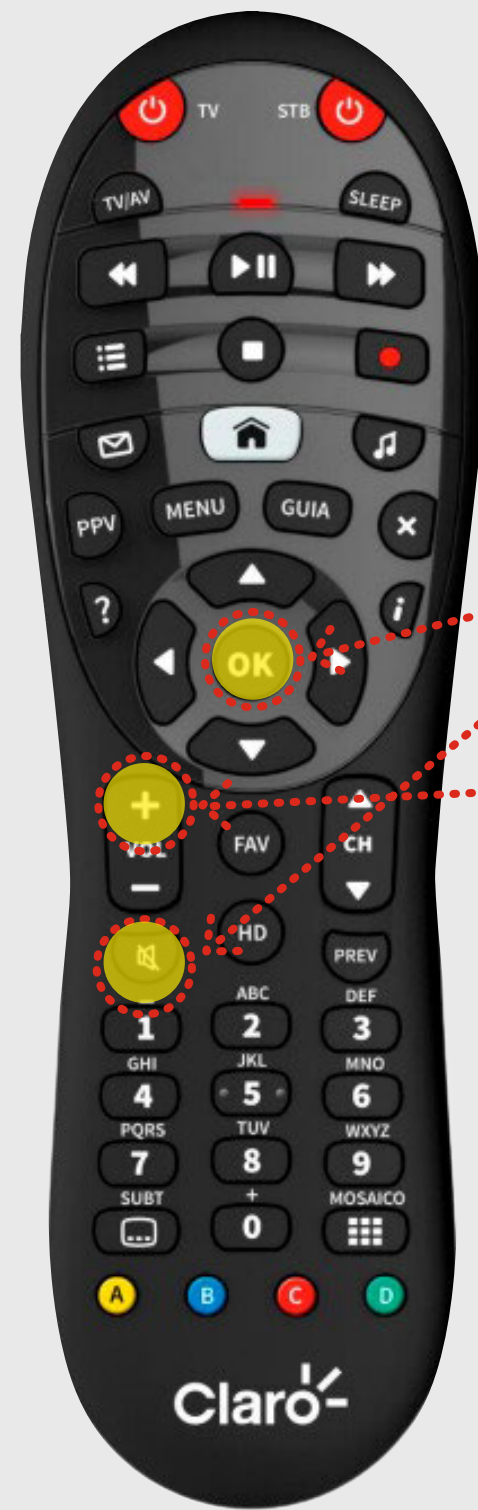 TV STB
TV/AV SLEEP
MENU GUIA
PPV
?
i
OK
+
VOL FAV CH
HD
PREV
ABC DEF
1 2 3
GHI JKL MNO
4 5 6
PQRS TUV WXYZ
7 8 9
SUBT + MOSAICO
0
A B C D
Claro